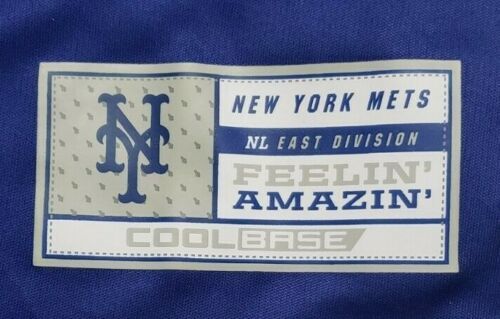 NY
NEW YORK METS
NL EAST DIVISION
FEELIN'
AMAZIN'
COOLBASE